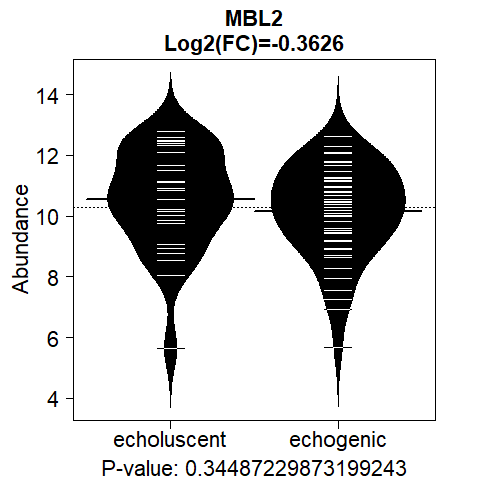 MBL2
Log2(FC)=-0.3626
Abundance
14
12
10
8
6
4
echoluscent echogenic
P-value: 0.34487229873199243